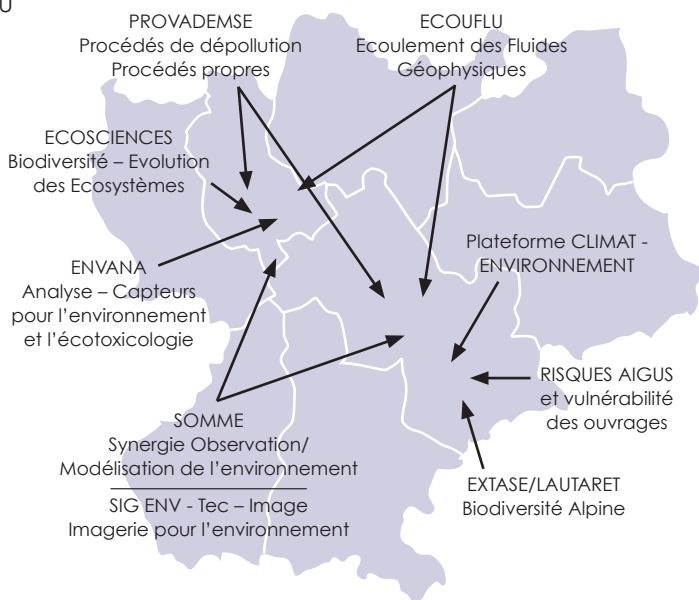 U
PROVADEMSE
Procédés de dépollution
Procédés propres
ECOUFLU
Ecoulement des Fluides
Géophysiques
ECOSCIENCES
Biodiversité – Evolution
des Ecosystèmes
Plateforme CLIMAT -
ENVIRONNEMENT
ENVANA
Analyse – Capteurs
pour l’environnement
et l’écotoxicologie
RISQUES AIGUS
et vulnérabilité
des ouvrages
SOMME
Synergie Observation/
Modélisation de l’environnement
SIG ENV - Tec – Image
Imagerie pour l’environnement
EXTASE/LAUTARET
Biodiversité Alpine